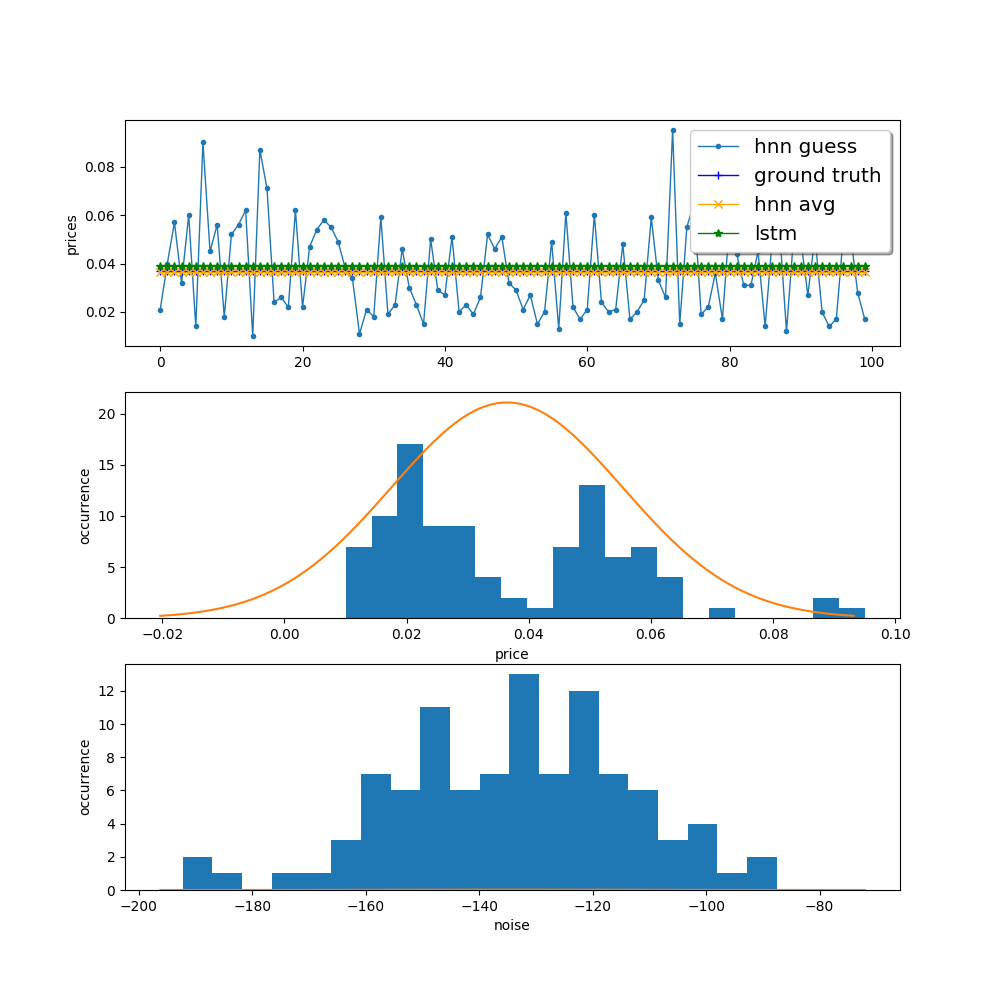 hnn guess
ground truth
hnn avg
lstm
prices
0.08
0.06
0.04
0.02
0 20 40 60 80 100
occurrence
20
15
10
5
0
−0.02 0.00 0.02 0.04 0.06 0.08 0.10
price
occurrence
12
10
8
6
4
2
0
−200 −180 −160 −140 −120 −100 −80
noise